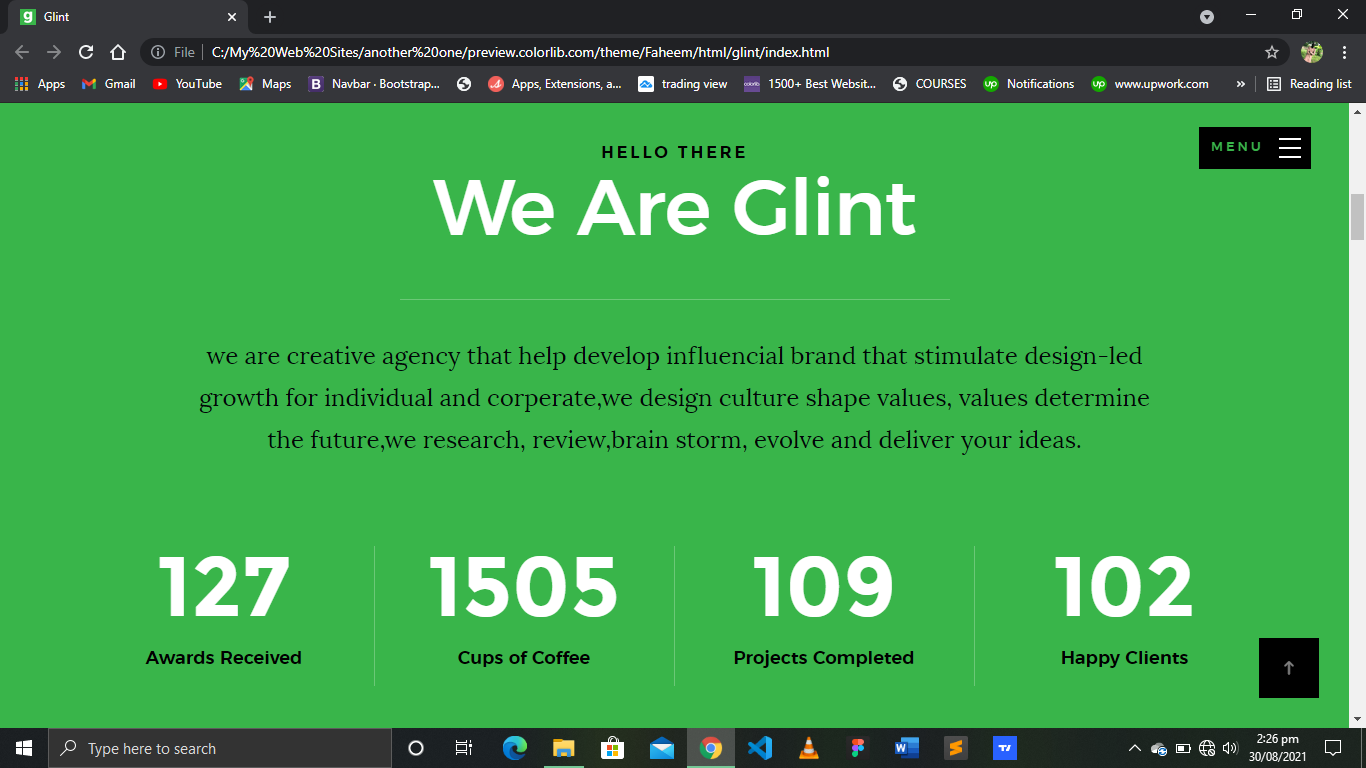 Glint
File
C:/My%20Web%20Sites/another%20one/preview.colorlib.com/theme/Faheem/html/glint/index.html
Apps Gmail YouTube Maps B Navbar · Bootstrap... Apps, Extensions, a... trading view 1500+ Best Websit... COURSES Notifications www.upwork.com » Reading list
MENU
HELLO THERE
We Are Glint
we are creative agency that help develop influencial brand that stimulate design-led
growth for individual and corperate,we design culture shape values, values determine
the future,we research, review,brain storm, evolve and deliver your ideas.
127 1505 109 102
Awards Received Cups of Coffee Projects Completed Happy Clients
Type here to search
2:26 pm
30/08/2021